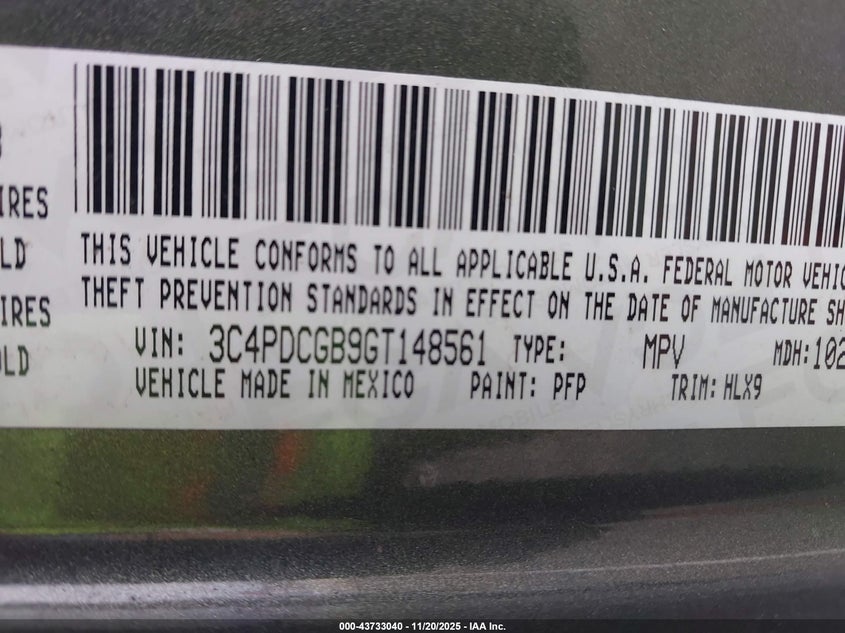 IRES
LD
IRES
OLD
THIS VEHICLE CONFORMS TO ALL APPLICABLE U.S.A. FEDERAL MOTOR VEHIC
THEFT PREVENTION STANDARDS IN EFFECT ON THE DATE OF MANUFACTURE SH
VIN: 3C4PDCGB9GT148561 TYPE: MPV MDH:102
VEHICLE MADE IN MEXICO PAINT: PFP TRIM: HLX9
000-43733040 - 11/20/2025 - IAA Inc.